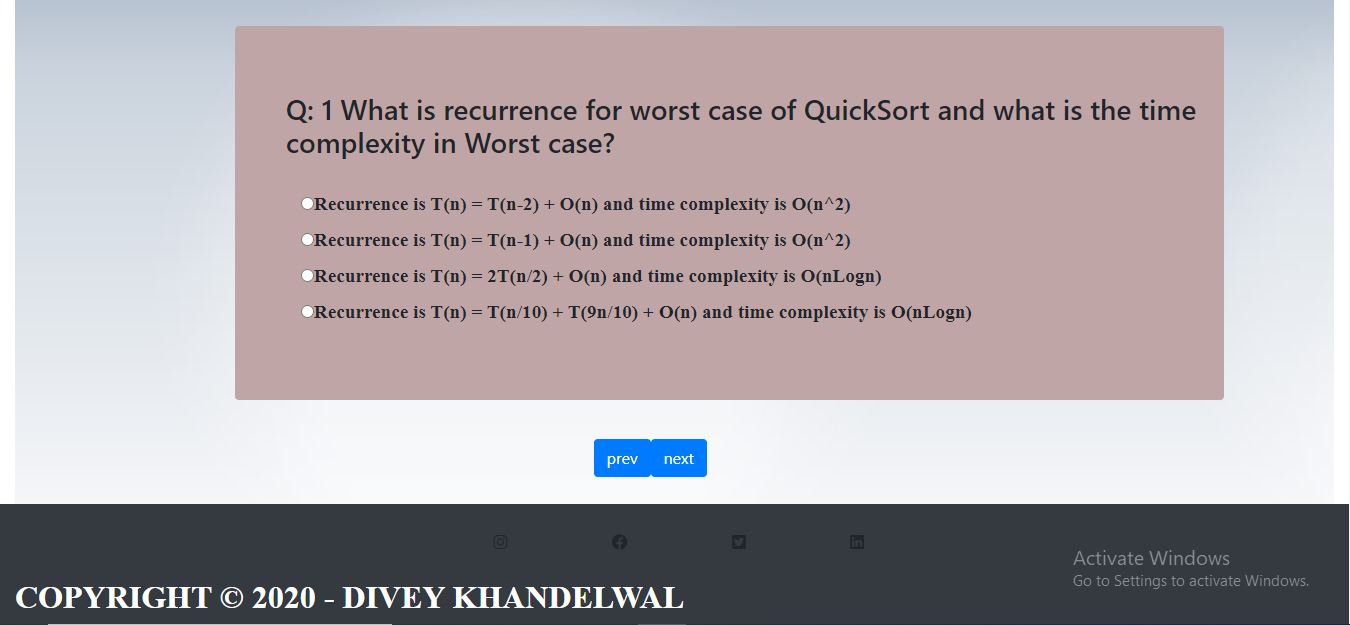 Q: 1 What is recurrence for worst case of QuickSort and what is the time
complexity in Worst case?
Recurrence is T(n) = T(n-2) + O(n) and time complexity is O(n^2)
Recurrence is T(n) = T(n-1) + O(n) and time complexity is O(n^2)
Recurrence is T(n) = 2T(n/2) + O(n) and time complexity is O(nLogn)
Recurrence is T(n) = T(n/10) + T(9n/10) + O(n) and time complexity is O(nLogn)
prev next
Activate Windows
Go to Settings to activate Windows.
COPYRIGHT © 2020 - DIVEY KHANDELWAL